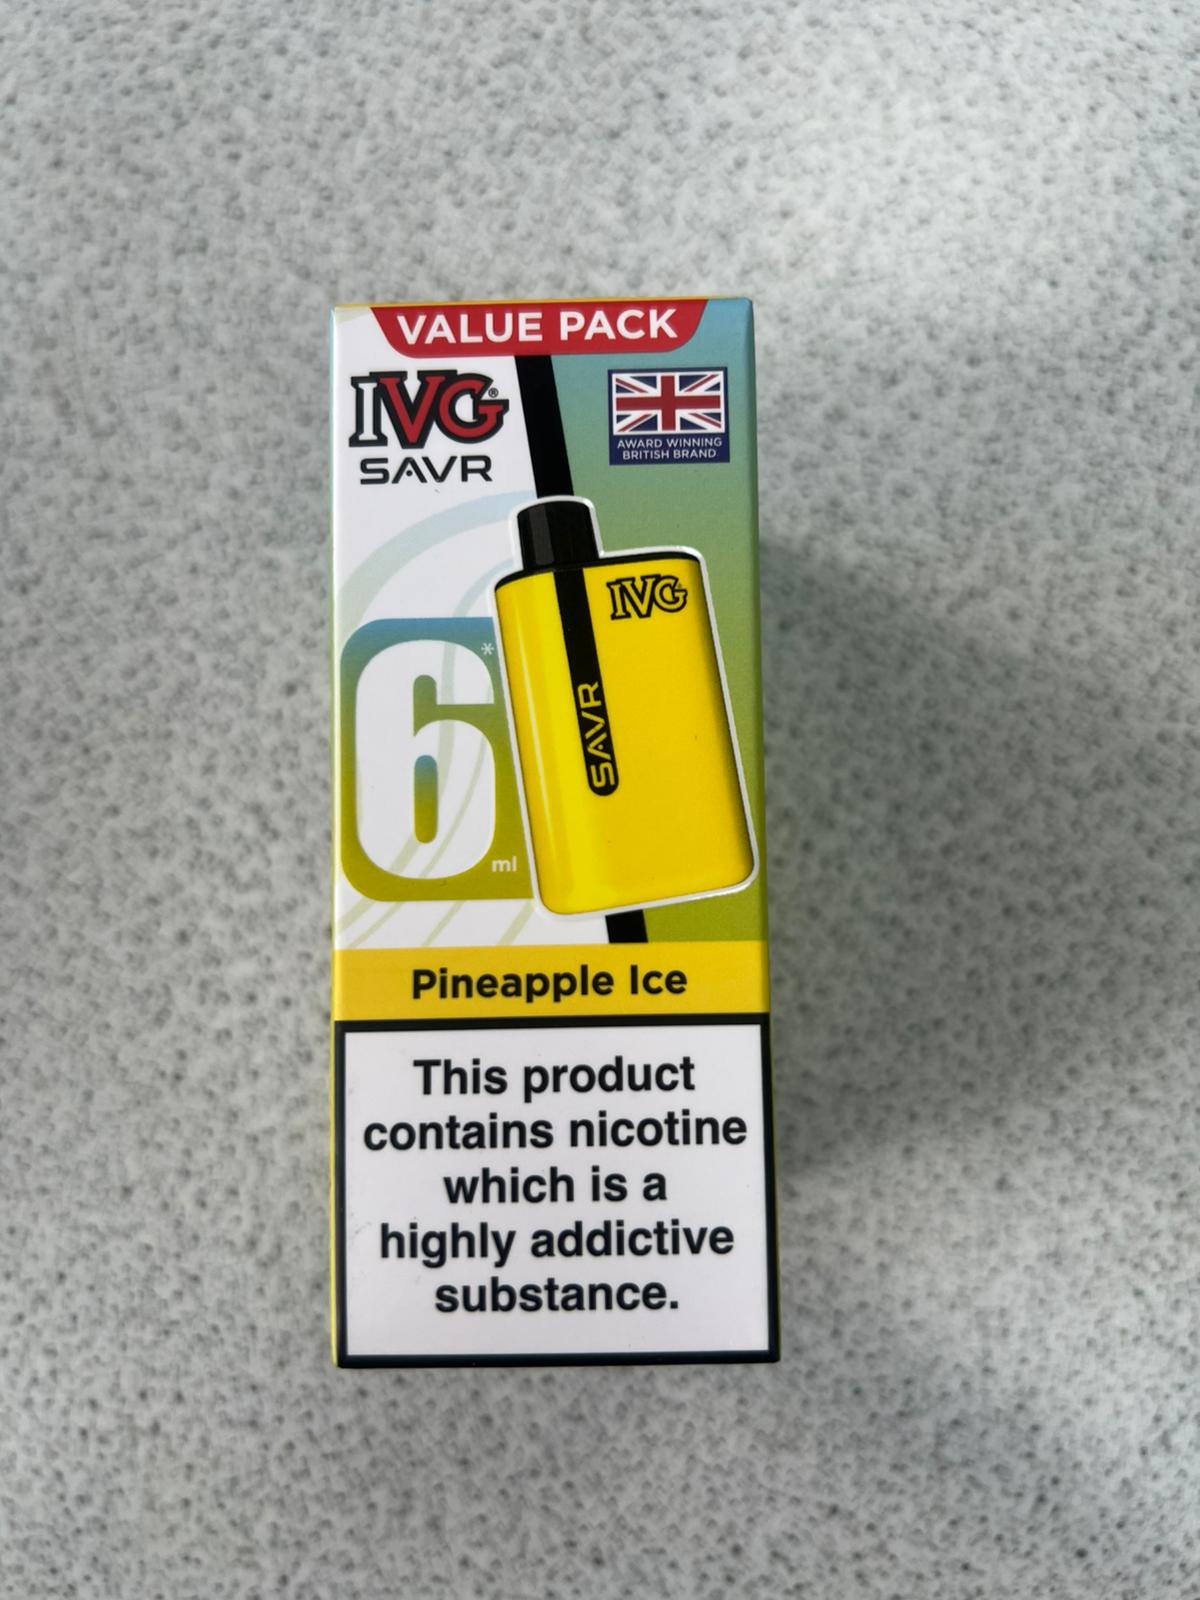 VALUE PACK
IVG®
SAVR
AWARD WINNING
BRITISH BRAND
IVG
SAVR
6*
ml
Pineapple Ice
This product
contains nicotine
which is a
highly addictive
substance.